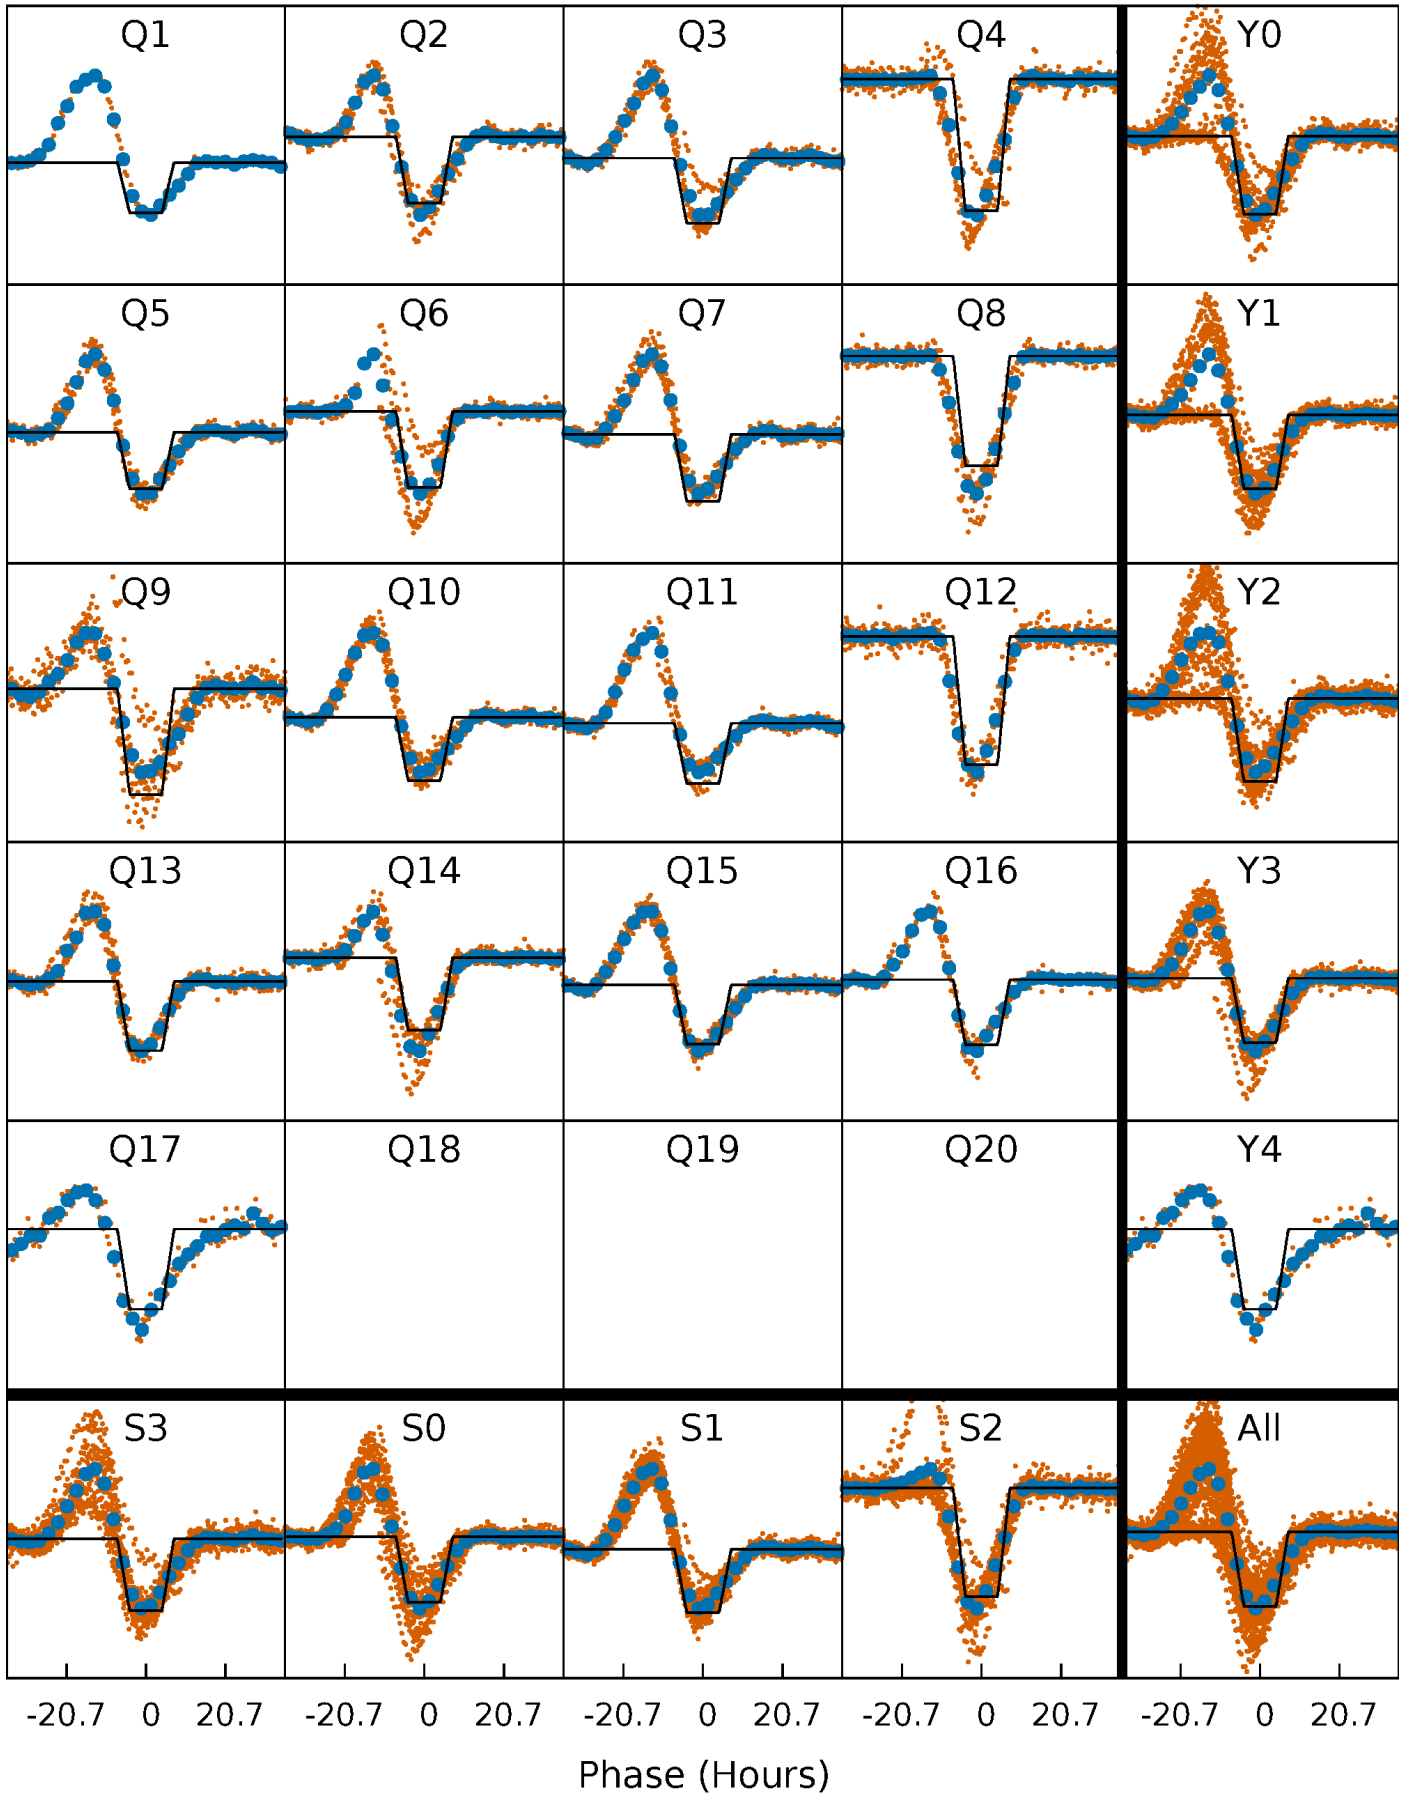 Q1 Q2 Q3 Q4 Y0
Q5 Q6 Q7 Q8 Y1
Q9 Q10 Q11 Q12 Y2
Q13 Q14 Q15 Q16 Y3
Q17 Q18 Q19 Q20 Y4
S3 S0 S1 S2 All
-20.7 0 20.7 -20.7 0 20.7 -20.7 0 20.7 -20.7 0 20.7 -20.7 0 20.7
Phase (Hours)